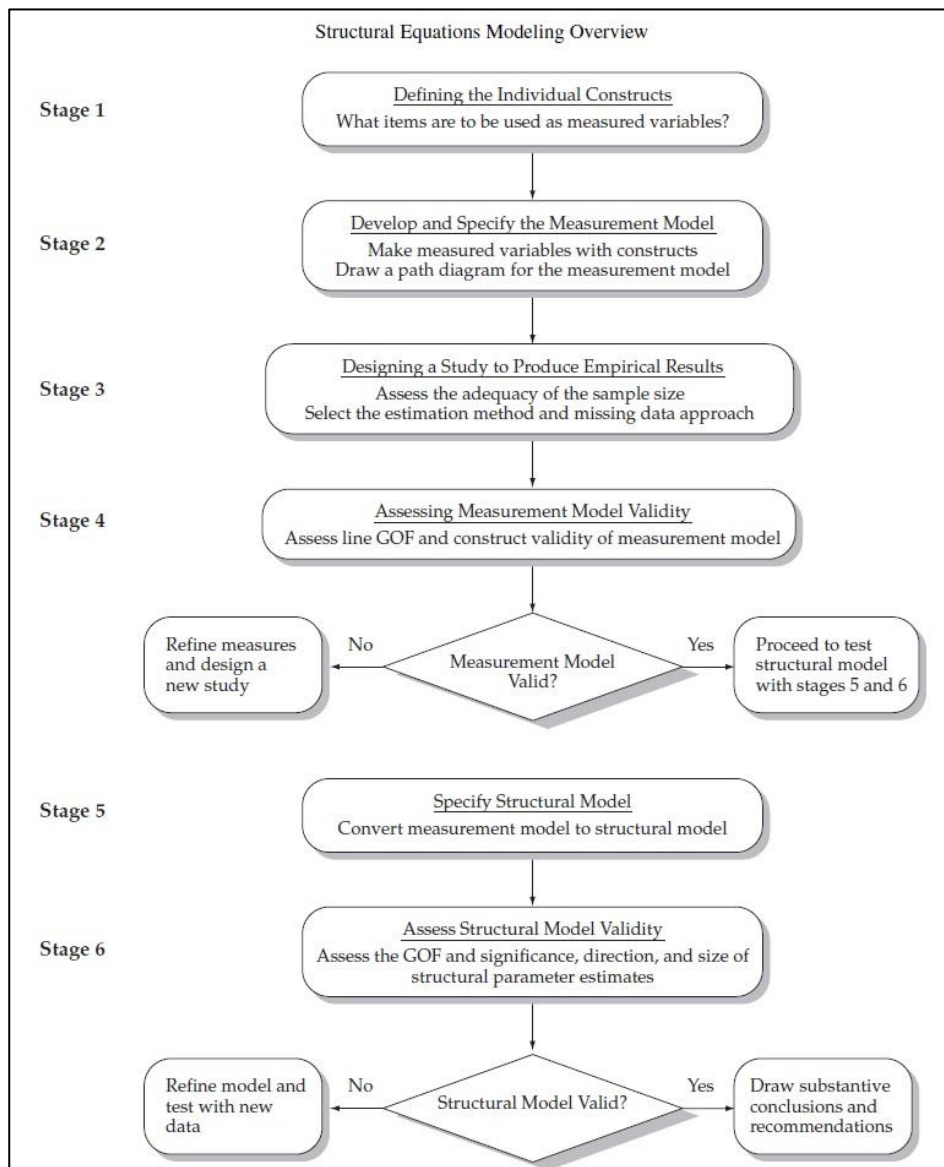 Structural Equations Modeling Overview
Stage 1
Defining the Individual Constructs
What items are to be used as measured variables?
Stage 2
Develop and Specify the Measurement Model
Make measured variables with constructs
Draw a path diagram for the measurement model
Stage 3
Designing a Study to Produce Empirical Results
Assess the adequacy of the sample size
Select the estimation method and missing data approach
Stage 4
Assessing Measurement Model Validity
Assess line GOF and construct validity of measurement model
Refine measures
and design a
new study
No
Measurement Model
Valid?
Yes
Proceed to test
structural model
with stages 5 and 6
Stage 5
Specify Structural Model
Convert measurement model to structural model
Stage 6
Assess Structural Model Validity
Assess the GOF and significance, direction, and size of
structural parameter estimates
Refine model and
test with new
data
No
Structural Model Valid?
Yes
Draw substantive
conclusions and
recommendations